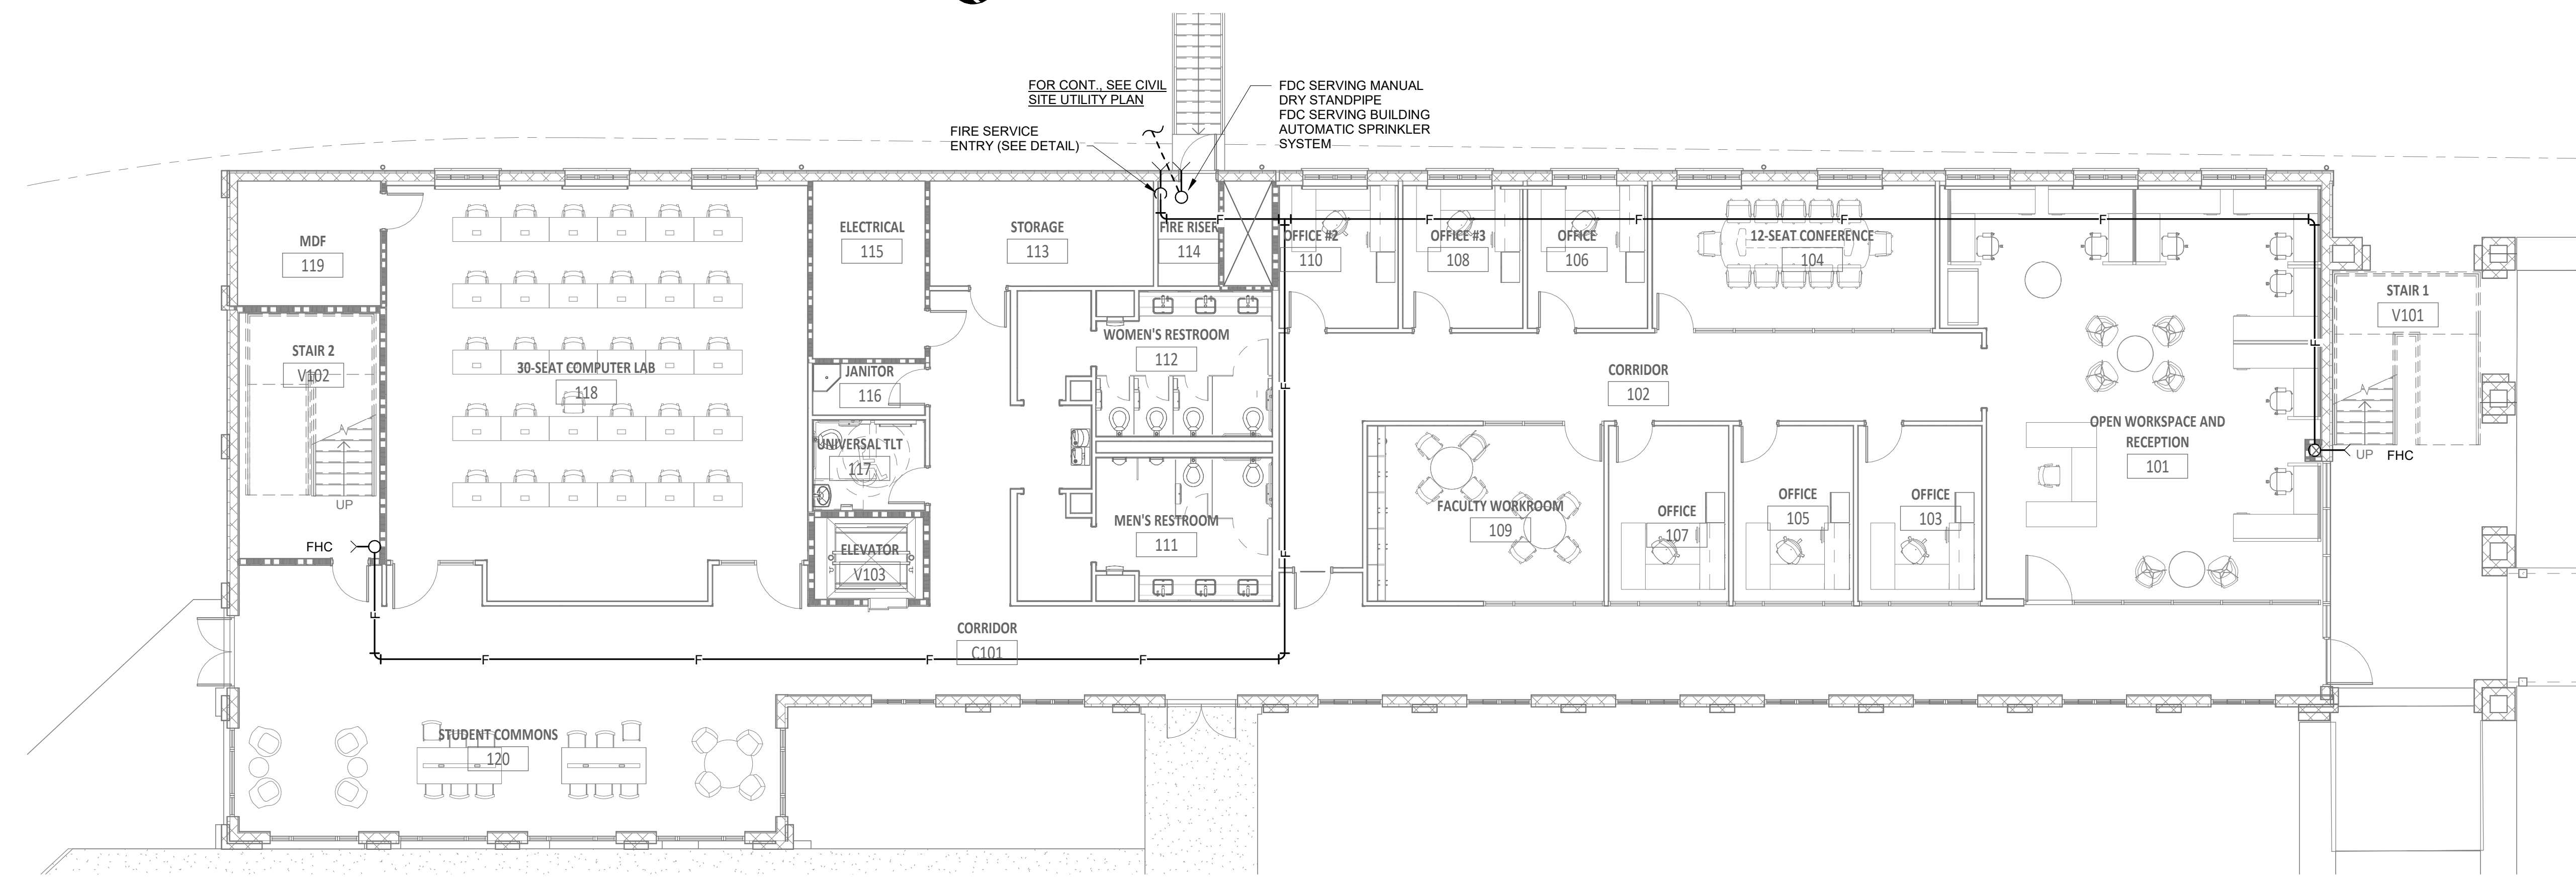 FOR CONT., SEE CIVIL
SITE UTILITY PLAN
FDC SERVING MANUAL
DRY STANDPIPE
FDC SERVING BUILDING
AUTOMATIC SPRINKLER
SYSTEM
FIRE SERVICE
ENTRY (SEE DETAIL)
MDF
119
ELECTRICAL
115
STORAGE
113
FIRE RISER
114
OFFICE #2
110
OFFICE #3
108
OFFICE
106
12-SEAT CONFERENCE
104
F
F
F
F
F
STAIR 1
V101
UP
FHC
F
STAIR 2
V102
UP
30-SEAT COMPUTER LAB
118
JANITOR
116
WOMEN'S RESTROOM
112
CORRIDOR
102
F
OPEN WORKSPACE AND
RECEPTION
101
UNIVERSAL TLT
117
MEN'S RESTROOM
111
FACULTY WORKROOM
109
OFFICE
107
OFFICE
105
OFFICE
103
FHC
ELEVATOR
V103
F
F
CORRIDOR
C101
F
F
F
F
STUDENT COMMONS
120